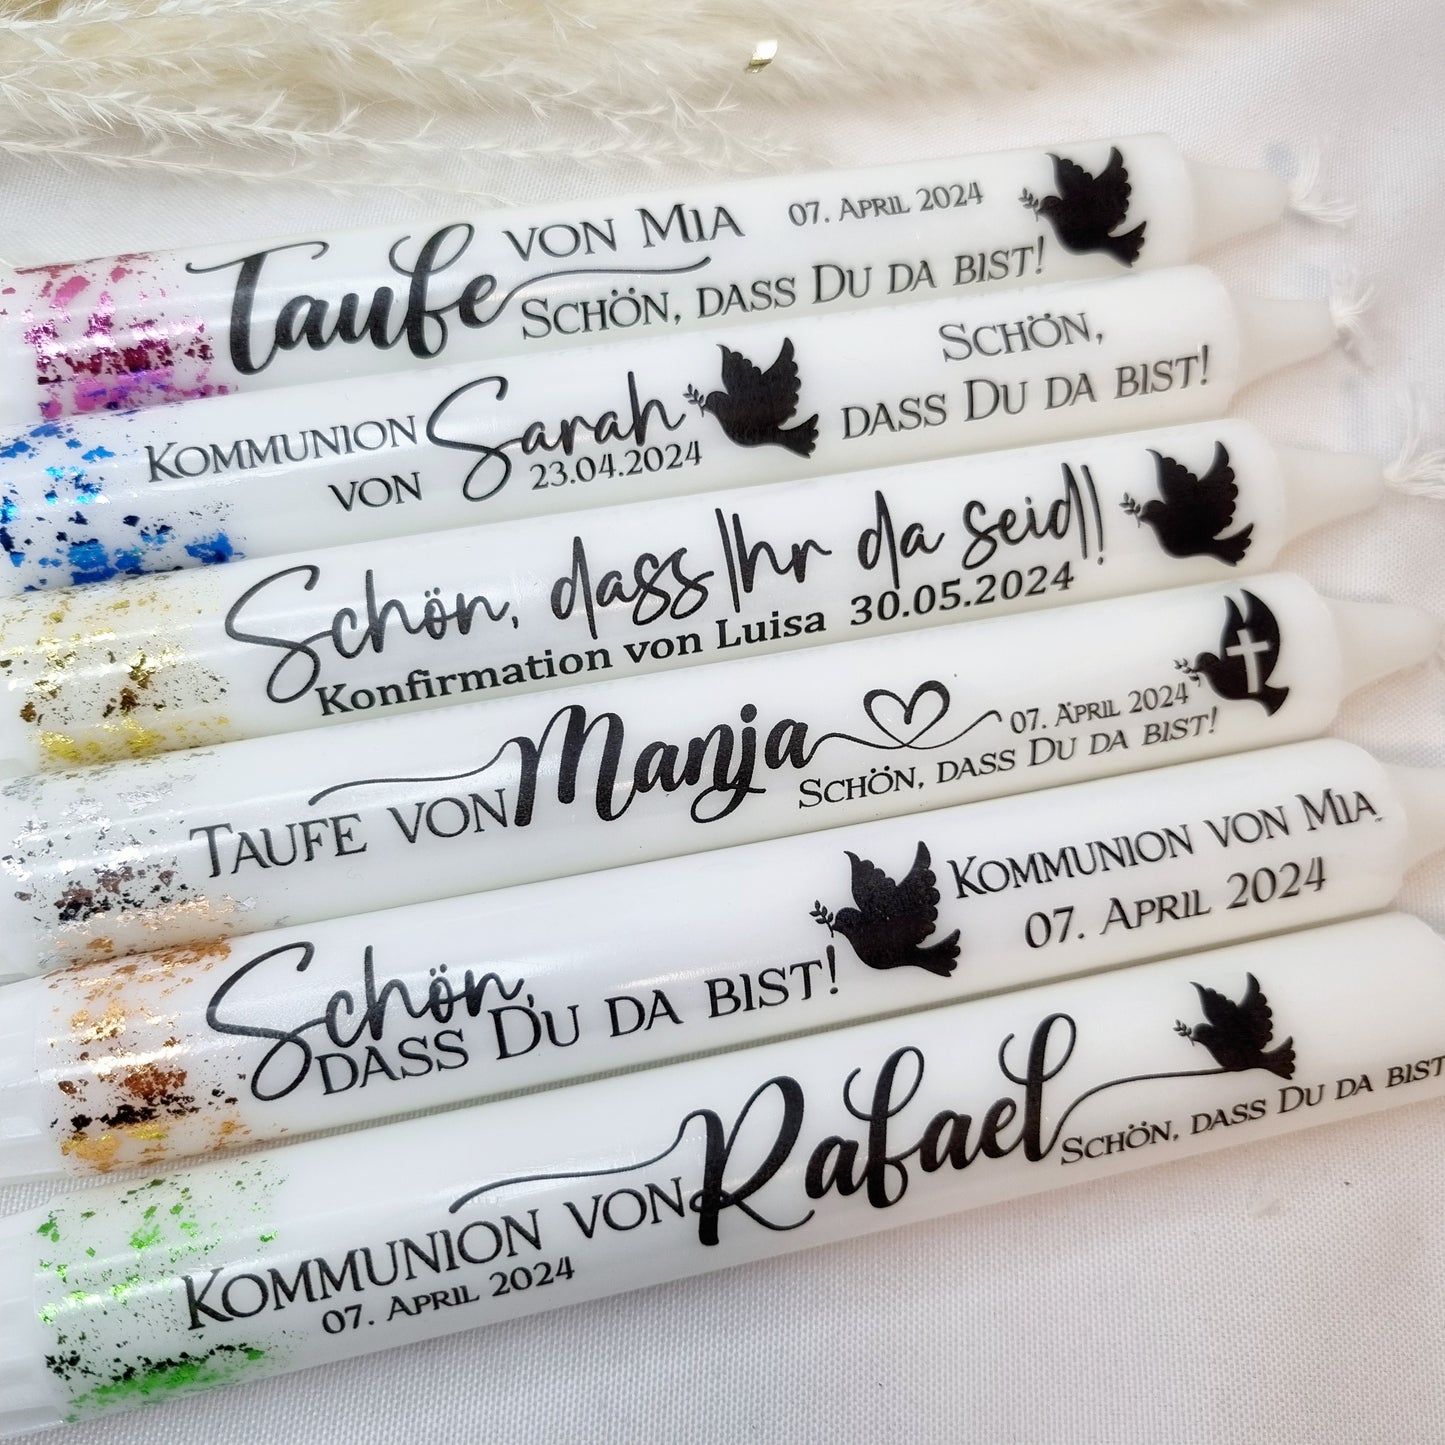 Taufe VON MIA 07. APRIL 2024
SCHÖN, DASS DU DA BIST!
KOMMUNION VON Sarah
23.04.2024
SCHÖN,
DASS DU DA BIST!
Schön, dass Ihr da seid!
Konfirmation von Luisa 30.05.2024
TAUFE VON Manja 07. APRIL 2024
SCHÖN, DASS DU DA BIST!
Schön,
DASS DU DA BIST!
KOMMUNION VON MIA
07. APRIL 2024
KOMMUNION VON Rafael
07. APRIL 2024
SCHÖN, DASS DU DA BIST